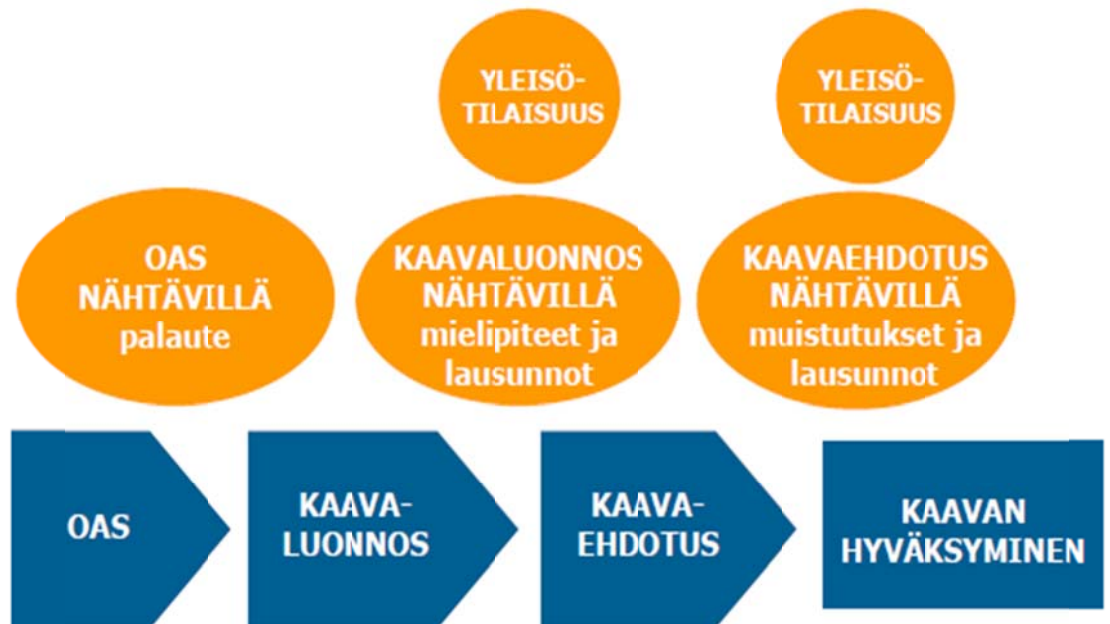 YLEISÖ-
TILAISUUS
YLEISÖ-
TILAISUUS
OAS
NÄHTÄVILLÄ
palaute
KAAVALUONNOS
NÄHTÄVILLÄ
mielipiteet ja
lausunnot
KAAVAEHDOTUS
NÄHTÄVILLÄ
muistutukset ja
lausunnot
OAS
KAAVA-
LUONNOS
KAAVA-
EHDOTUS
KAAVAN
HYVÄKSYMINEN